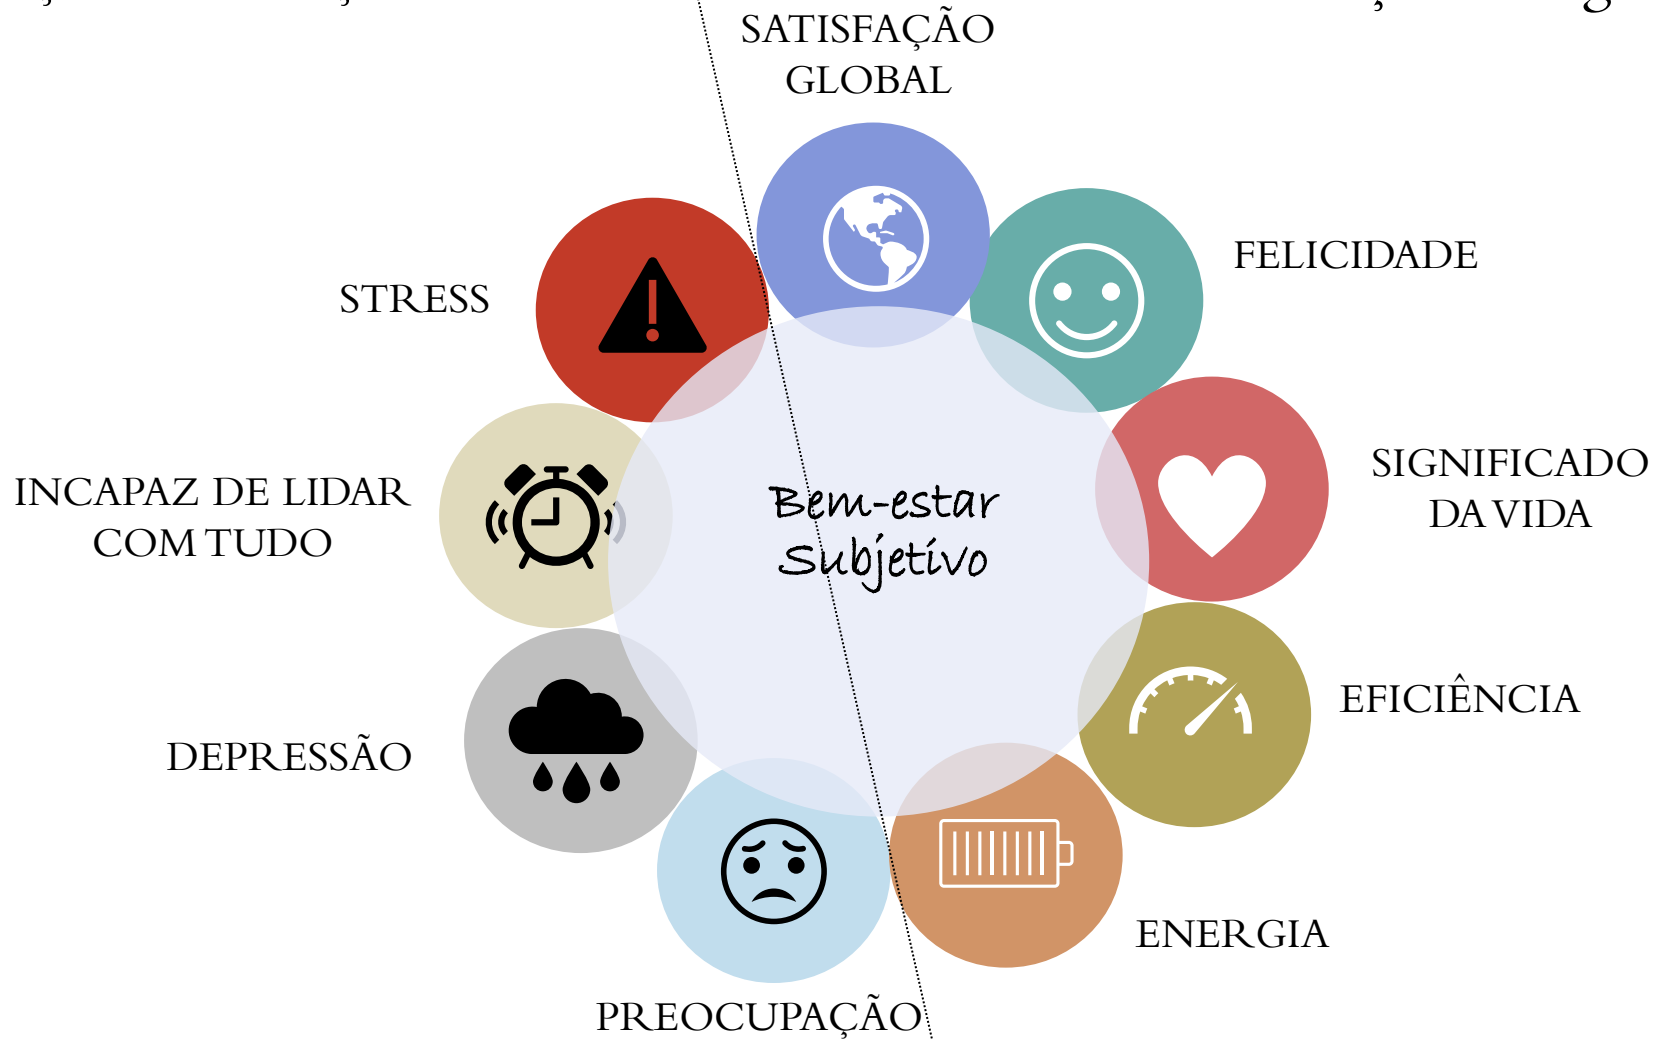 SATISFAÇÃO
GLOBAL
FELICIDADE
STRESS
SIGNIFICADO
DA VIDA
INCAPAZ DE LIDAR
COM TUDO
Bem-estar
Subjetivo
EFICIÊNCIA
DEPRESSÃO
ENERGIA
PREOCUPAÇÃO